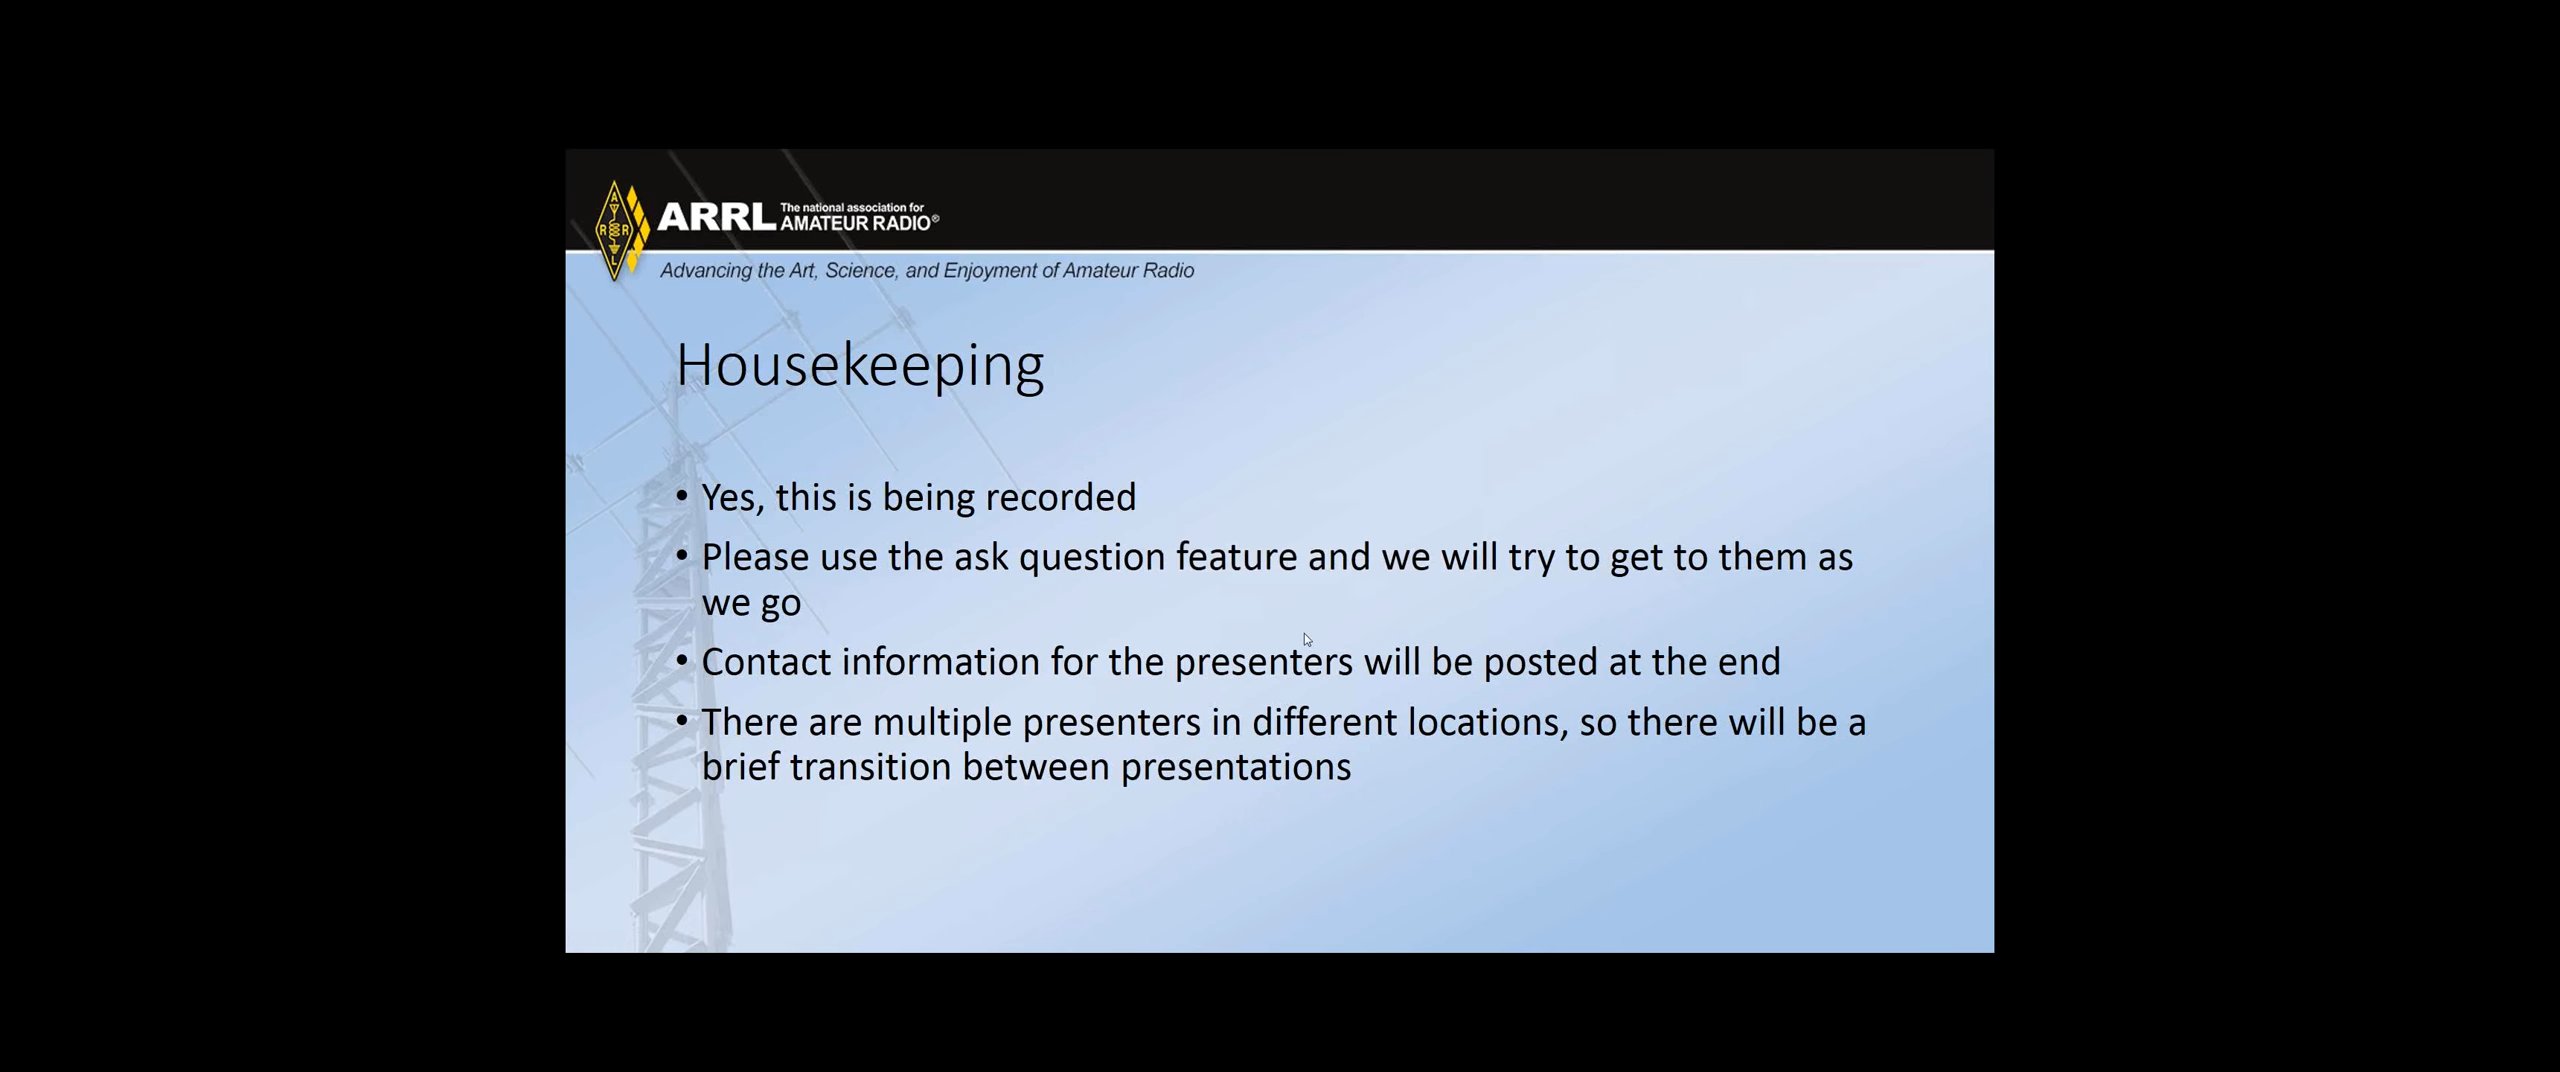 ARRL The national association for
AMATEUR RADIO®
A
R R
L
Advancing the Art, Science, and Enjoyment of Amateur Radio
Housekeeping
• Yes, this is being recorded
• Please use the ask question feature and we will try to get to them as
we go
• Contact information for the presenters will be posted at the end
• There are multiple presenters in different locations, so there will be a
brief transition between presentations